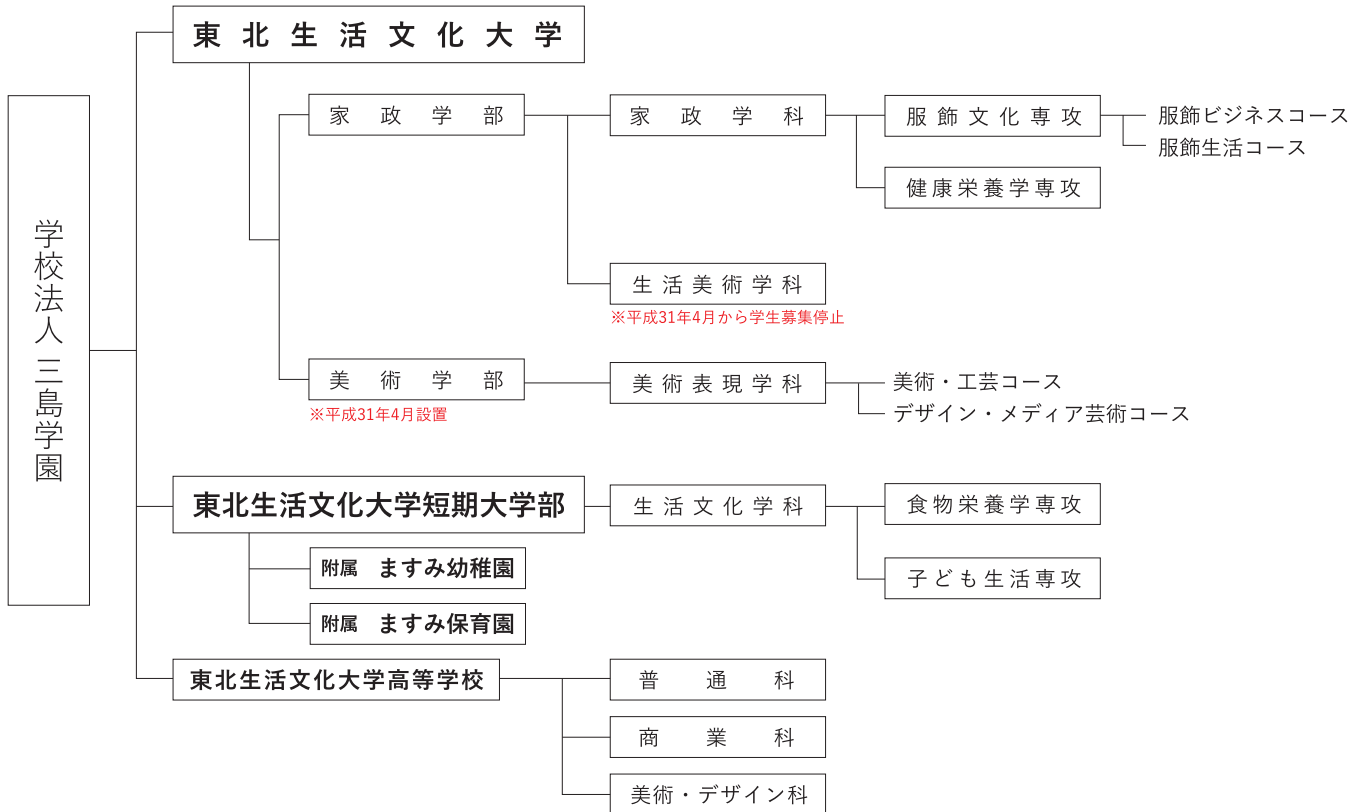 学校法人 三島学園
東北生活文化大学
家政学部
家政学科
服飾文化専攻
服飾ビジネスコース
服飾生活コース
健康栄養学専攻
生活美術学科
※平成31年4月から学生募集停止
美術学部
※平成31年4月設置
美術表現学科
美術・工芸コース
デザイン・メディア芸術コース
東北生活文化大学短期大学部
生活文化学科
食物栄養学専攻
子ども生活専攻
附属 ますみ幼稚園
附属 ますみ保育園
東北生活文化大学高等学校
普通科
商業科
美術・デザイン科